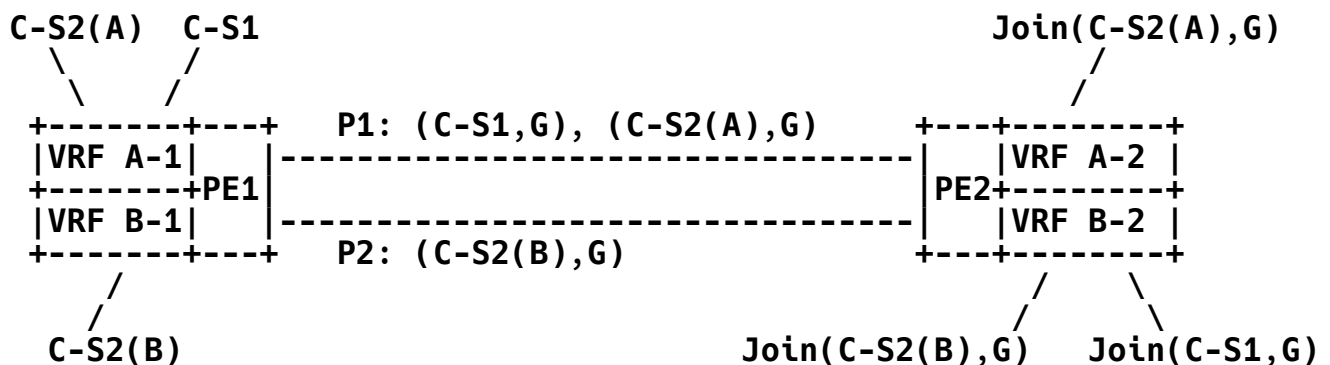 C-S2(A)  C-S1                               Join(C-S2(A),G)
P1: (C-S1,G), (C-S2(A),G)
VRF A-1                                     VRF A-2
PE1                                         PE2
VRF B-1                                     VRF B-2
P2: (C-S2(B),G)
C-S2(B)                       Join(C-S2(B),G)   Join(C-S1,G)